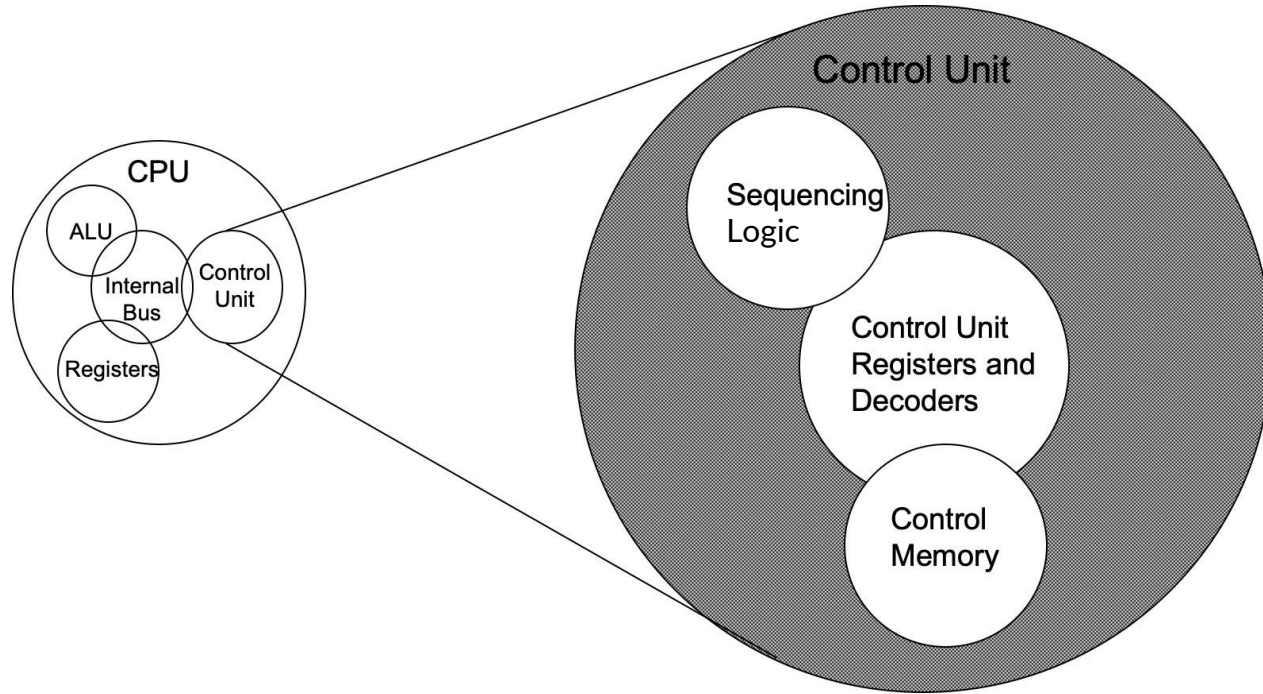 CPU
ALU
Internal
Bus
Control
Unit
Registers
Control Unit
Sequencing
Logic
Control Unit
Registers and
Decoders
Control
Memory